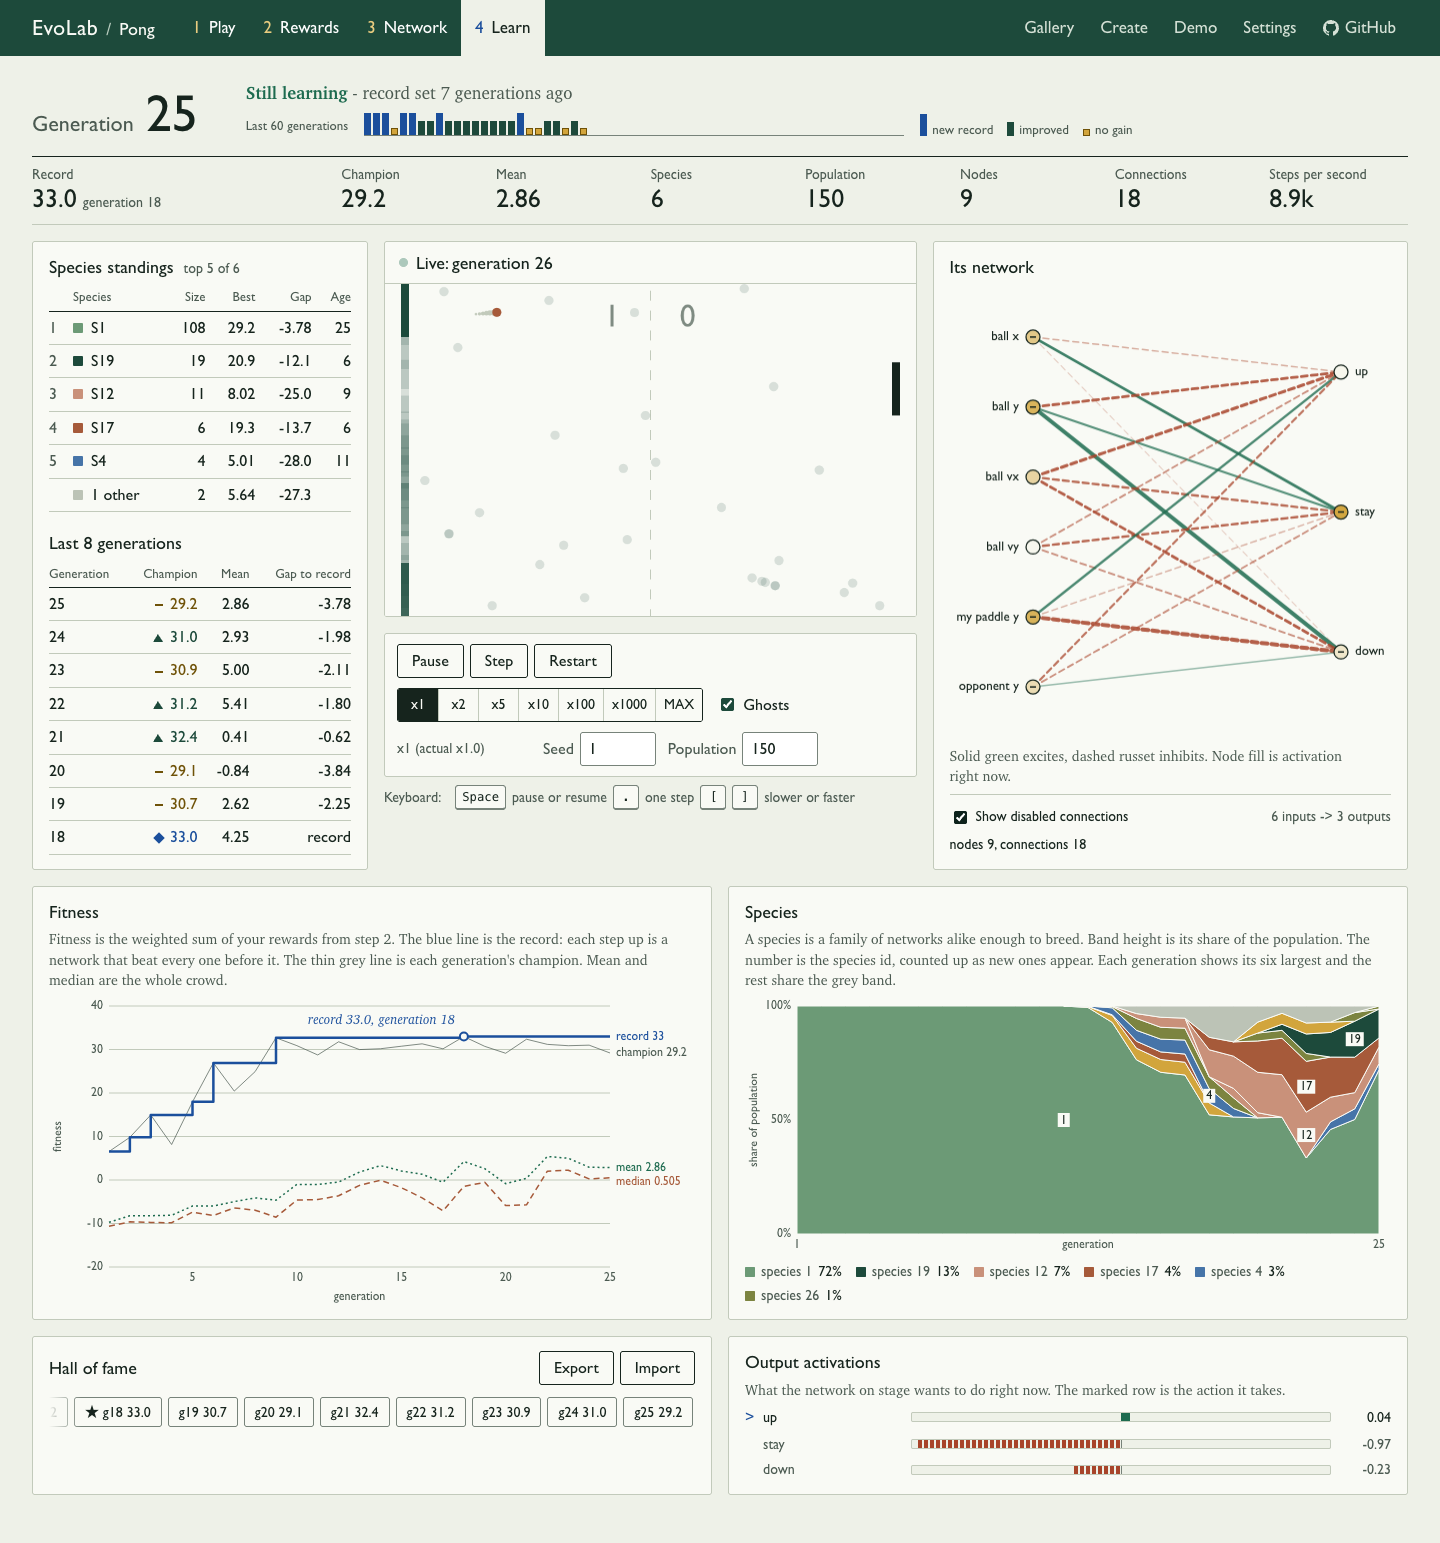 EvoLab / Pong 1 Play 2 Rewards 3 Network 4 Learn Gallery Create Demo Settings GitHub
Generation 25
Still learning - record set 7 generations ago
Last 60 generations new record improved no gain
Record Champion Mean Species Population Nodes Connections Steps per second
33.0 generation 18 29.2 2.86 6 150 9 18 8.9k
Species standings top 5 of 6
Species Size Best Gap Age
1 S1 108 29.2 -3.78 25
2 S19 19 20.9 -12.1 6
3 S12 11 8.02 -25.0 9
4 S17 6 19.3 -13.7 6
5 S4 4 5.01 -28.0 11
1 other 2 5.64 -27.3
Last 8 generations
Generation Champion Mean Gap to record
25 – 29.2 2.86 -3.78
24 ▲ 31.0 2.93 -1.98
23 – 30.9 5.00 -2.11
22 ▲ 31.2 5.41 -1.80
21 ▲ 32.4 0.41 -0.62
20 – 29.1 -0.84 -3.84
19 – 30.7 2.62 -2.25
18 ◆ 33.0 4.25 record
Live: generation 26
1 0
Pause Step Restart
x1 x2 x5 x10 x100 x1000 MAX Ghosts
x1 (actual x1.0) Seed 1 Population 150
Keyboard: Space pause or resume . one step [ ] slower or faster
Its network
ball x
up
ball y
ball vx
stay
ball vy
my paddle y
down
opponent y
Solid green excites, dashed russet inhibits. Node fill is activation
right now.
Show disabled connections 6 inputs -> 3 outputs
nodes 9, connections 18
Fitness
Fitness is the weighted sum of your rewards from step 2. The blue line is the record: each step up is a
network that beat every one before it. The thin grey line is each generation's champion. Mean and
median are the whole crowd.
40
record 33.0, generation 18
record 33
30
champion 29.2
20
10
fitness
mean 2.86
0
median 0.505
-10
-20
5 10 15 20 25
generation
Species
A species is a family of networks alike enough to breed. Band height is its share of the population. The
number is the species id, counted up as new ones appear. Each generation shows its six largest and the
rest share the grey band.
100%
19
17
4
50%
1
12
share of population
0%
1 generation 25
species 1 72% species 19 13% species 12 7% species 17 4% species 4 3%
species 26 1%
Hall of fame Export Import
2 ★ g18 33.0 g19 30.7 g20 29.1 g21 32.4 g22 31.2 g23 30.9 g24 31.0 g25 29.2
Output activations
What the network on stage wants to do right now. The marked row is the action it takes.
> up 0.04
stay -0.97
down -0.23